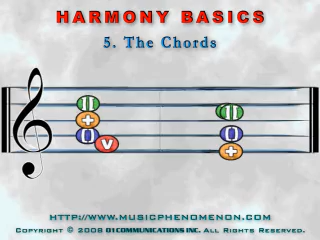 HARMONY BASICS
5. The Chords
V
HTTP://WWW.MUSICPHENOMENON.COM
Copyright © 2008 01COMMUNICATIONS INC. All Rights Reserved.